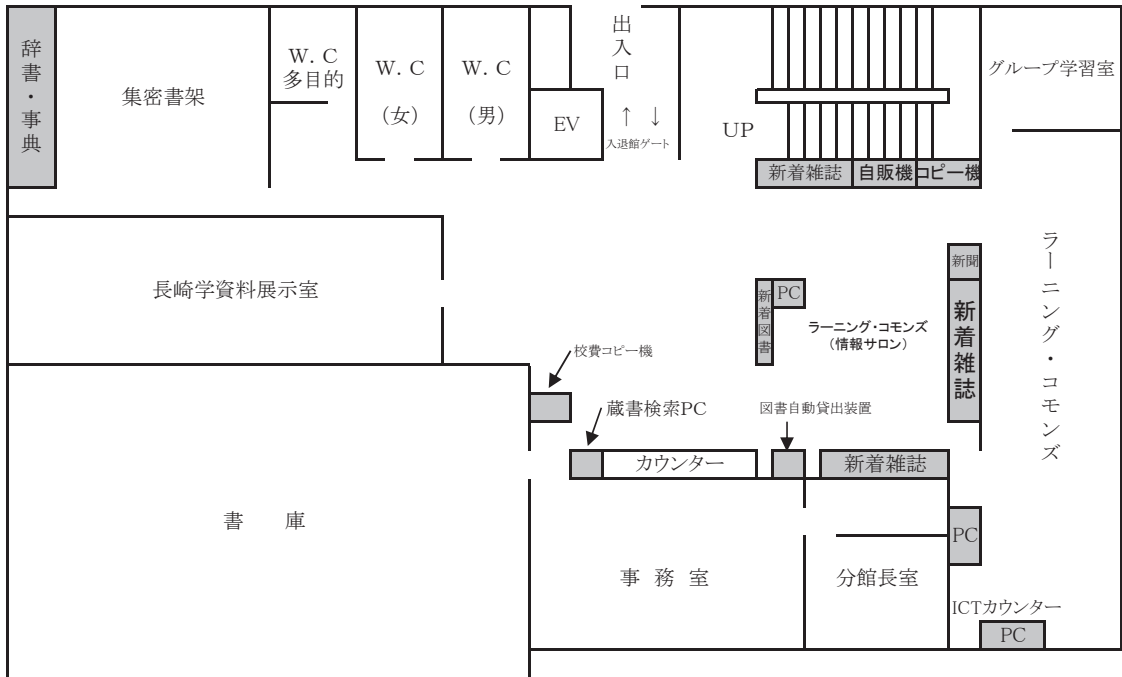 辞書・事典
集密書架
W.C
多目的
W.C
(女)
W.C
(男)
EV
出入口
↑ ↓
入退館ゲート
UP
新着雑誌
自販機
コピー機
グループ学習室
長崎学資料展示室
新着図書
PC
ラーニング・コモンズ
(情報サロン)
新聞
新着雑誌
ラーニング・コモンズ
校費コピー機
蔵書検索PC
図書自動貸出装置
カウンター
新着雑誌
書 庫
事 務 室
分館長室
PC
ICTカウンター
PC